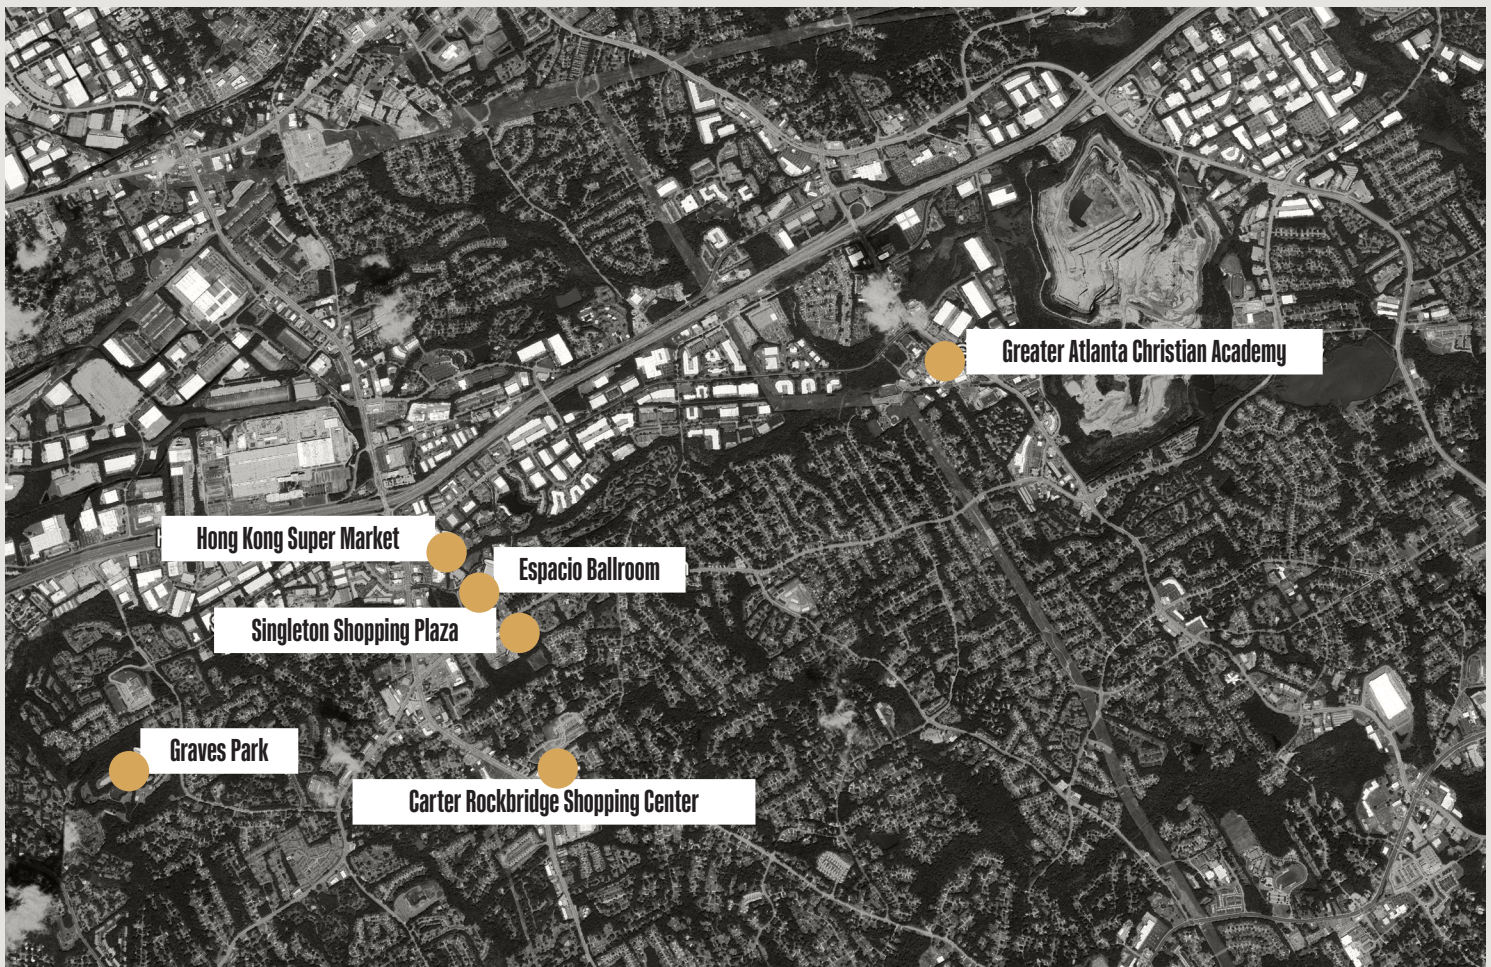 Greater Atlanta Christian Academy
Hong Kong Super Market
Espacio Ballroom
Singleton Shopping Plaza
Graves Park
Carter Rockbridge Shopping Center